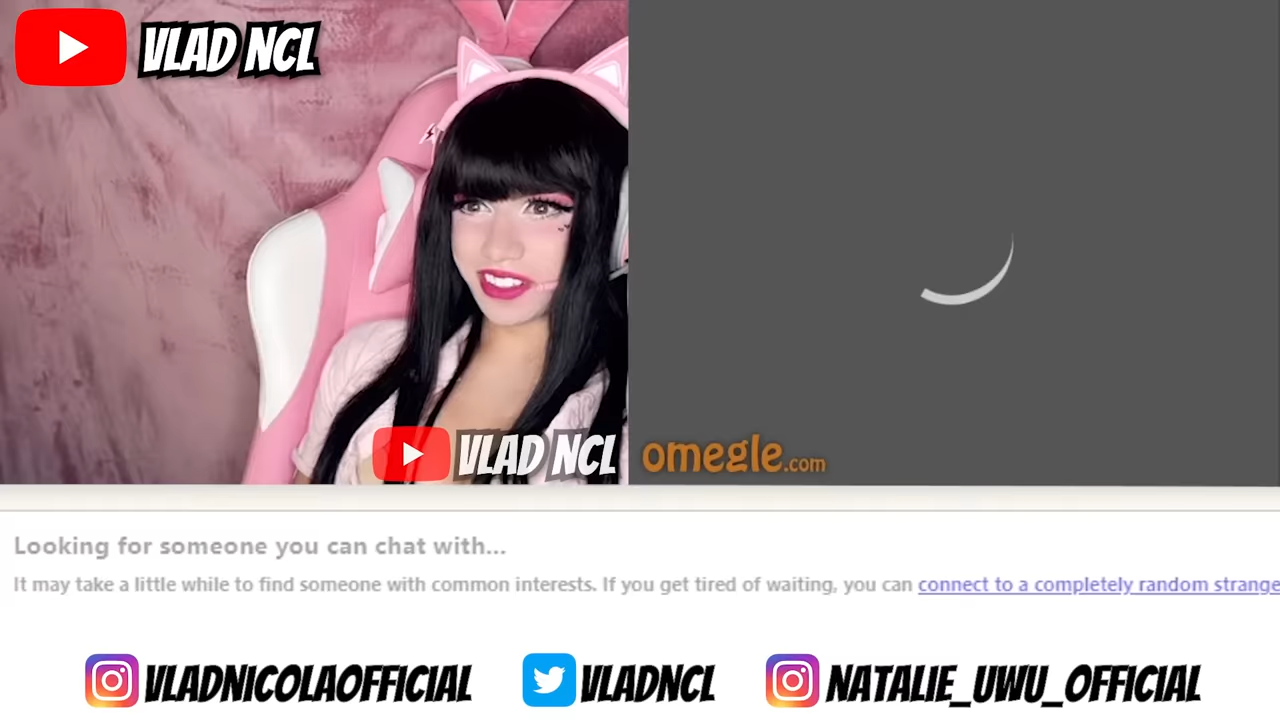 VLAD NCL
VLAD NCL
omegle.com
Looking for someone you can chat with...
It may take a little while to find someone with common interests. If you get tired of waiting, you can connect to a completely random strange
VLADNICOLAOFFICIAL
VLADNCL
NATALIE_UWU_OFFICIAL